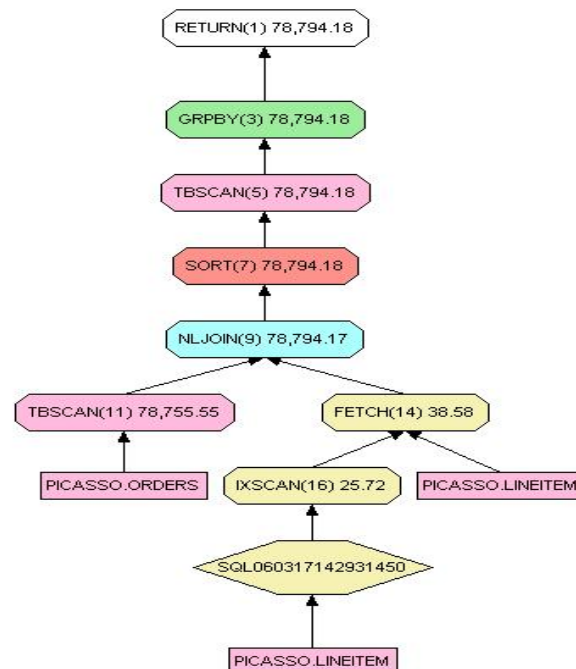 RETURN(1) 78,794.18
GRPBY(3) 78,794.18
TBSCAN(5) 78,794.18
SORT(7) 78,794.18
NLJOIN(9) 78,794.17
TBSCAN(11) 78,755.55
FETCH(14) 38.58
PICASSO.ORDERS
IXSCAN(16) 25.72
PICASSO.LINEITEM
SQL060317142931450
PICASSO.LINEITEM